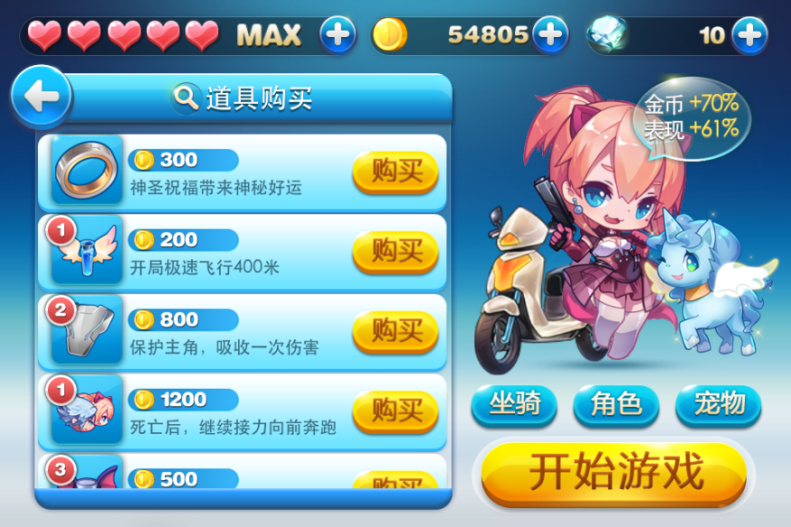 MAX
54805
10
道具购买
金币 +70%
表现 +61%
300
神圣祝福带来神秘好运
购买
1
200
开局极速飞行400米
购买
2
800
保护主角，吸收一次伤害
购买
1
1200
死亡后，继续接力向前奔跑
购买
3
500
购买
坐骑
角色
宠物
开始游戏